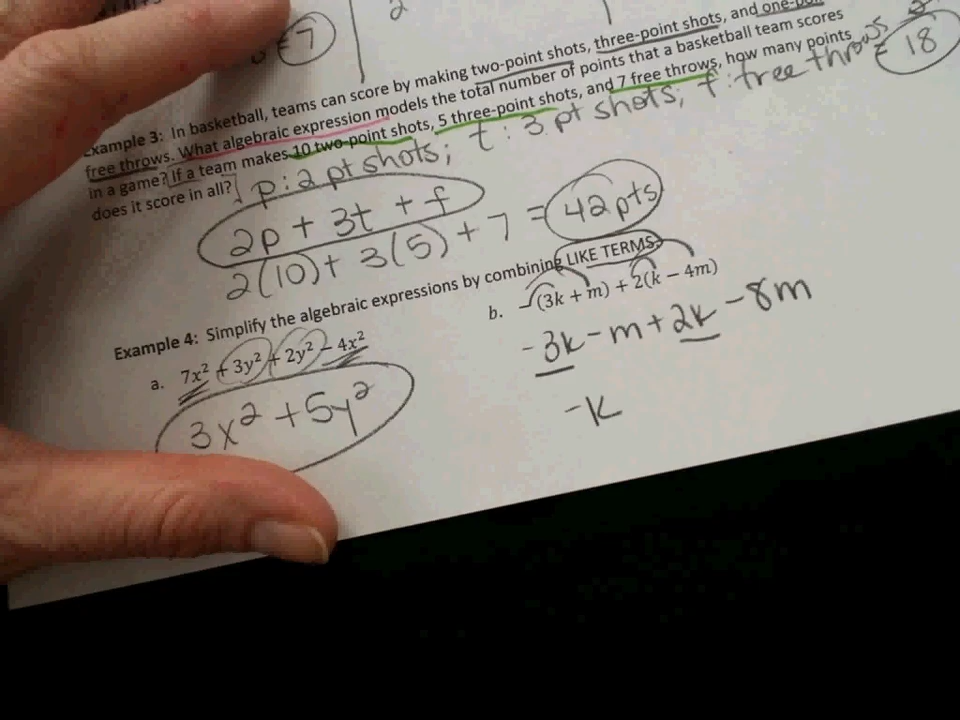 7
2
Example 3: In basketball, teams can score by making two-point shots, three-point shots, and one-point
free throws. What algebraic expression models the total number of points that a basketball team scores
in a game? If a team makes 10 two-point shots, 5 three-point shots, and 7 free throws, how many points
does it score in all?
p: 2 pt shots; t: 3 pt shots; f: free throws
= 18
2p + 3t + f
2(10) + 3(5) + 7 = 42 pts
Example 4: Simplify the algebraic expressions by combining LIKE TERMS.
a. 7x² + 3y² + 2y² – 4x²
3x² + 5y²
b. –(3k + m) + 2(k – 4m)
-3k - m + 2k - 8m
-k